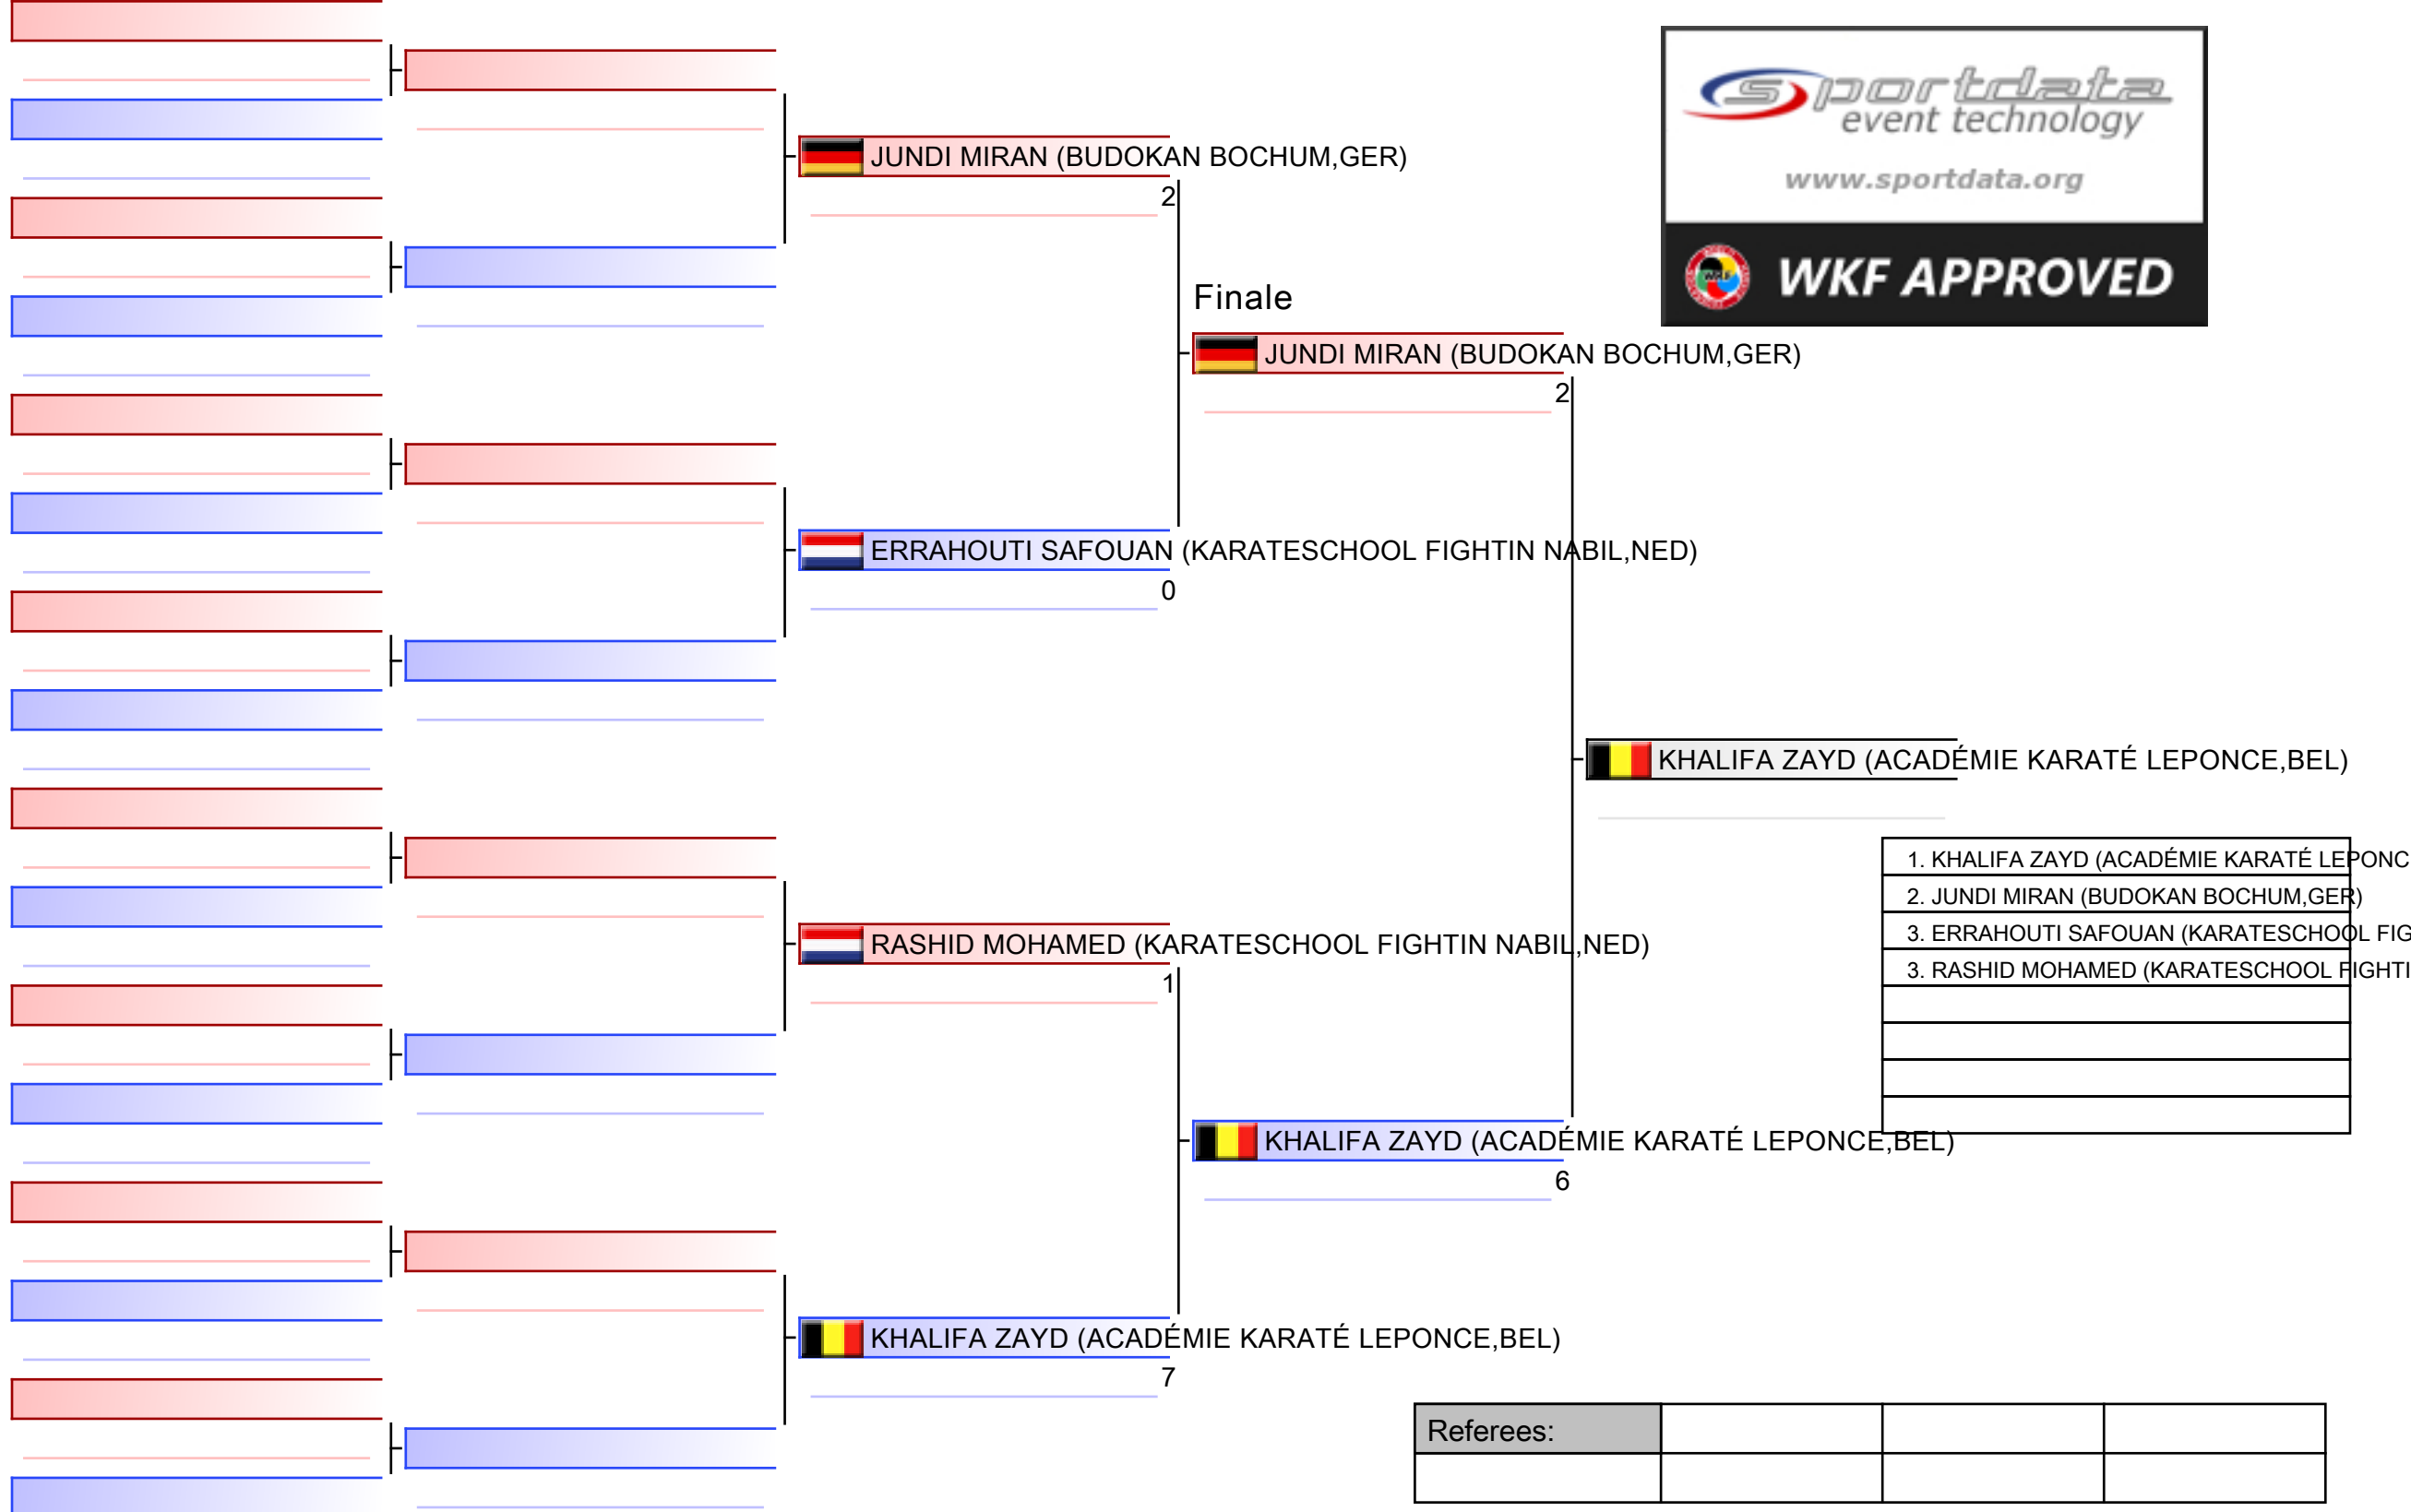 sportdata
event technology
www.sportdata.org
WKF
WKF APPROVED
JUNDI MIRAN (BUDOKAN BOCHUM,GER)
2
Finale
JUNDI MIRAN (BUDOKAN BOCHUM,GER)
2
ERRAHOUTI SAFOUAN (KARATESCHOOL FIGHTIN NABIL,NED)
0
KHALIFA ZAYD (ACADÉMIE KARATÉ LEPONCE,BEL)
1. KHALIFA ZAYD (ACADÉMIE KARATÉ LEPONC
2. JUNDI MIRAN (BUDOKAN BOCHUM,GER)
3. ERRAHOUTI SAFOUAN (KARATESCHOOL FIG
3. RASHID MOHAMED (KARATESCHOOL FIGHTI
RASHID MOHAMED (KARATESCHOOL FIGHTIN NABIL,NED)
1
KHALIFA ZAYD (ACADÉMIE KARATÉ LEPONCE,BEL)
6
KHALIFA ZAYD (ACADÉMIE KARATÉ LEPONCE,BEL)
7
Referees: